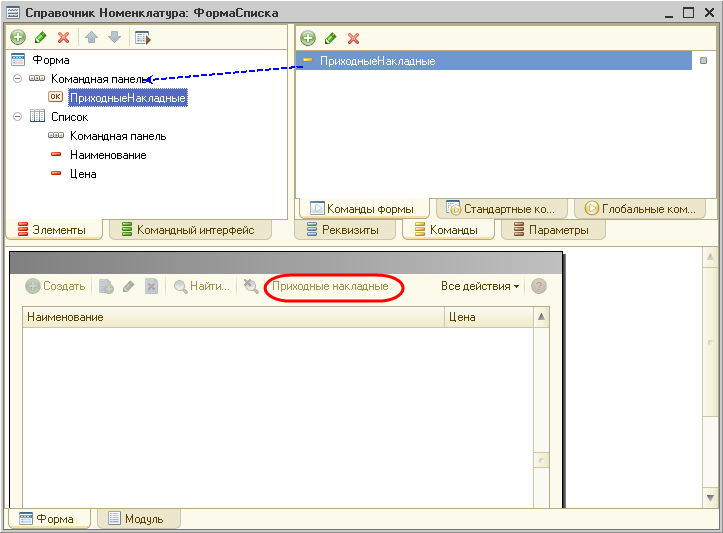 Справочник Номенклатура: ФормаСписка
Форма
Командная панель
OK ПриходныеНакладные
Список
Командная панель
Наименование
Цена
Элементы Командный интерфейс
ПриходныеНакладные
Команды формы Стандартные ко... Глобальные ком...
Реквизиты Команды Параметры
Создать Найти... Приходные накладные Все действия ?
Наименование Цена
Форма Модуль